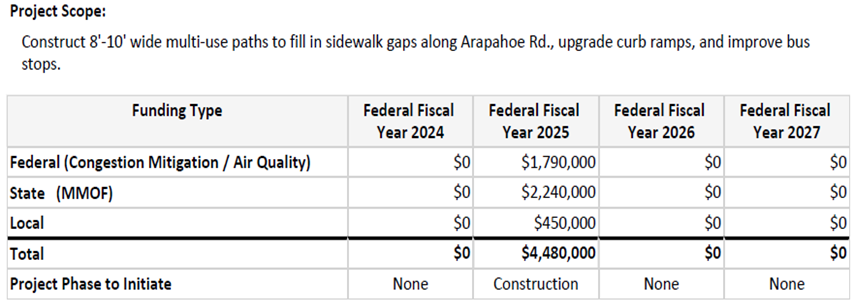 Project Scope:
Construct 8'-10' wide multi-use paths to fill in sidewalk gaps along Arapahoe Rd., upgrade curb ramps, and improve bus
stops.
Funding Type Federal Fiscal Year 2024 Federal Fiscal Year 2025 Federal Fiscal Year 2026 Federal Fiscal Year 2027
Federal (Congestion Mitigation / Air Quality) $0 $1,790,000 $0 $0
State (MMOF) $0 $2,240,000 $0 $0
Local $0 $450,000 $0 $0
Total $0 $4,480,000 $0 $0
Project Phase to Initiate None Construction None None